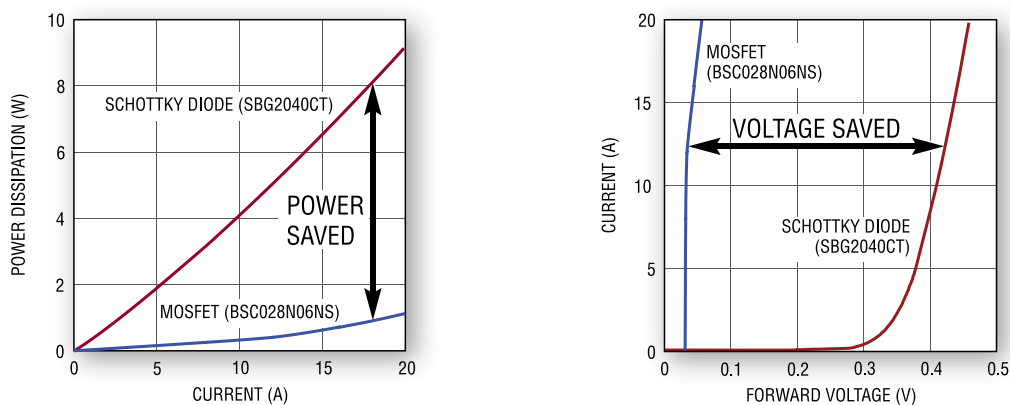 10
8
6
4
2
0
POWER DISSIPATION (W)
SCHOTTKY DIODE (SBG2040CT)
POWER
SAVED
MOSFET (BSC028N06NS)
0
5
10
15
20
CURRENT (A)
20
15
10
5
0
CURRENT (A)
MOSFET
(BSC028N06NS)
VOLTAGE SAVED
SCHOTTKY DIODE
(SBG2040CT)
0
0.1
0.2
0.3
0.4
0.5
FORWARD VOLTAGE (V)